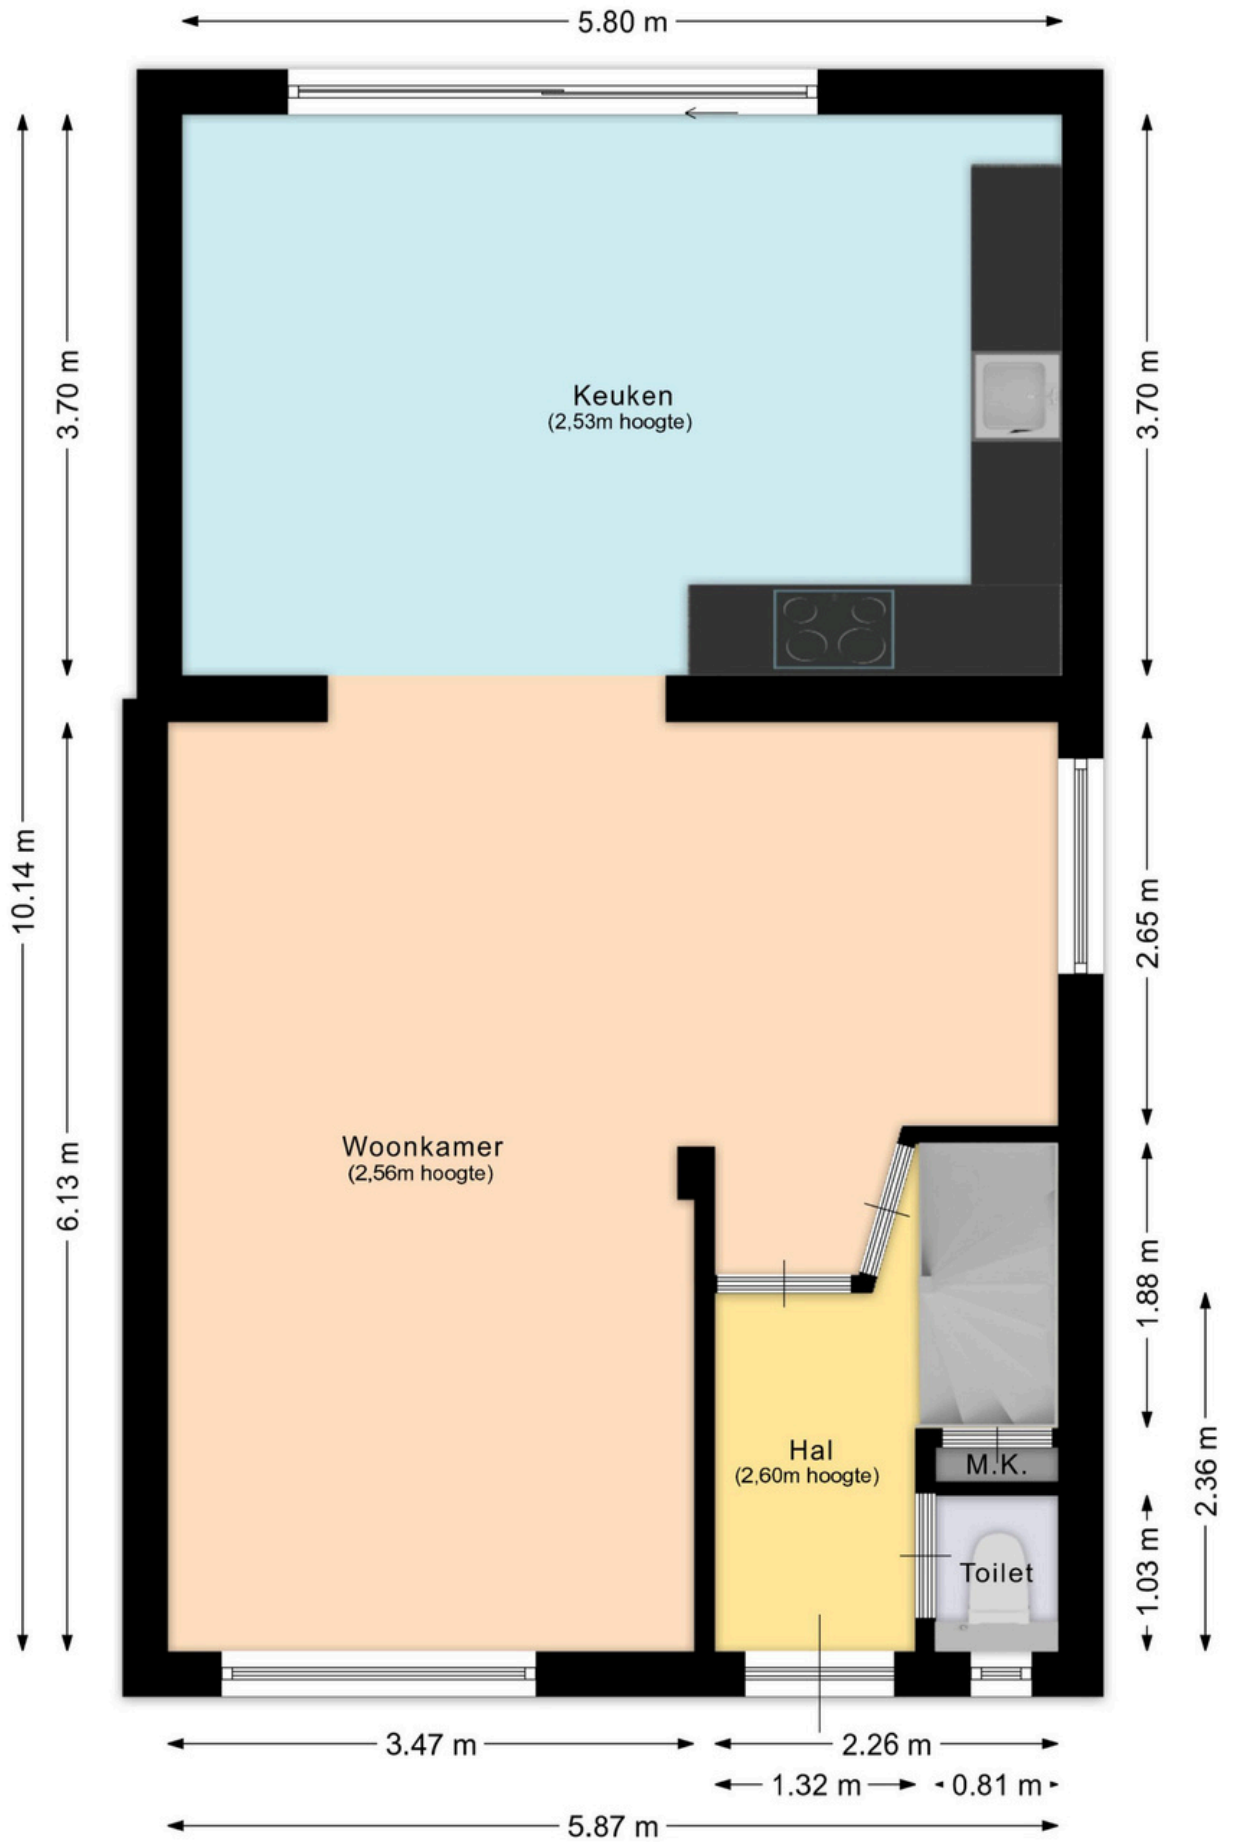 5.80 m
3.70 m
3.70 m
Keuken
(2,53m hoogte)
10.14 m
2.65 m
Woonkamer
(2,56m hoogte)
6.13 m
1.88 m
Hal
(2,60m hoogte)
M.K.
2.36 m
Toilet
1.03 m
3.47 m
2.26 m
1.32 m
0.81 m
5.87 m